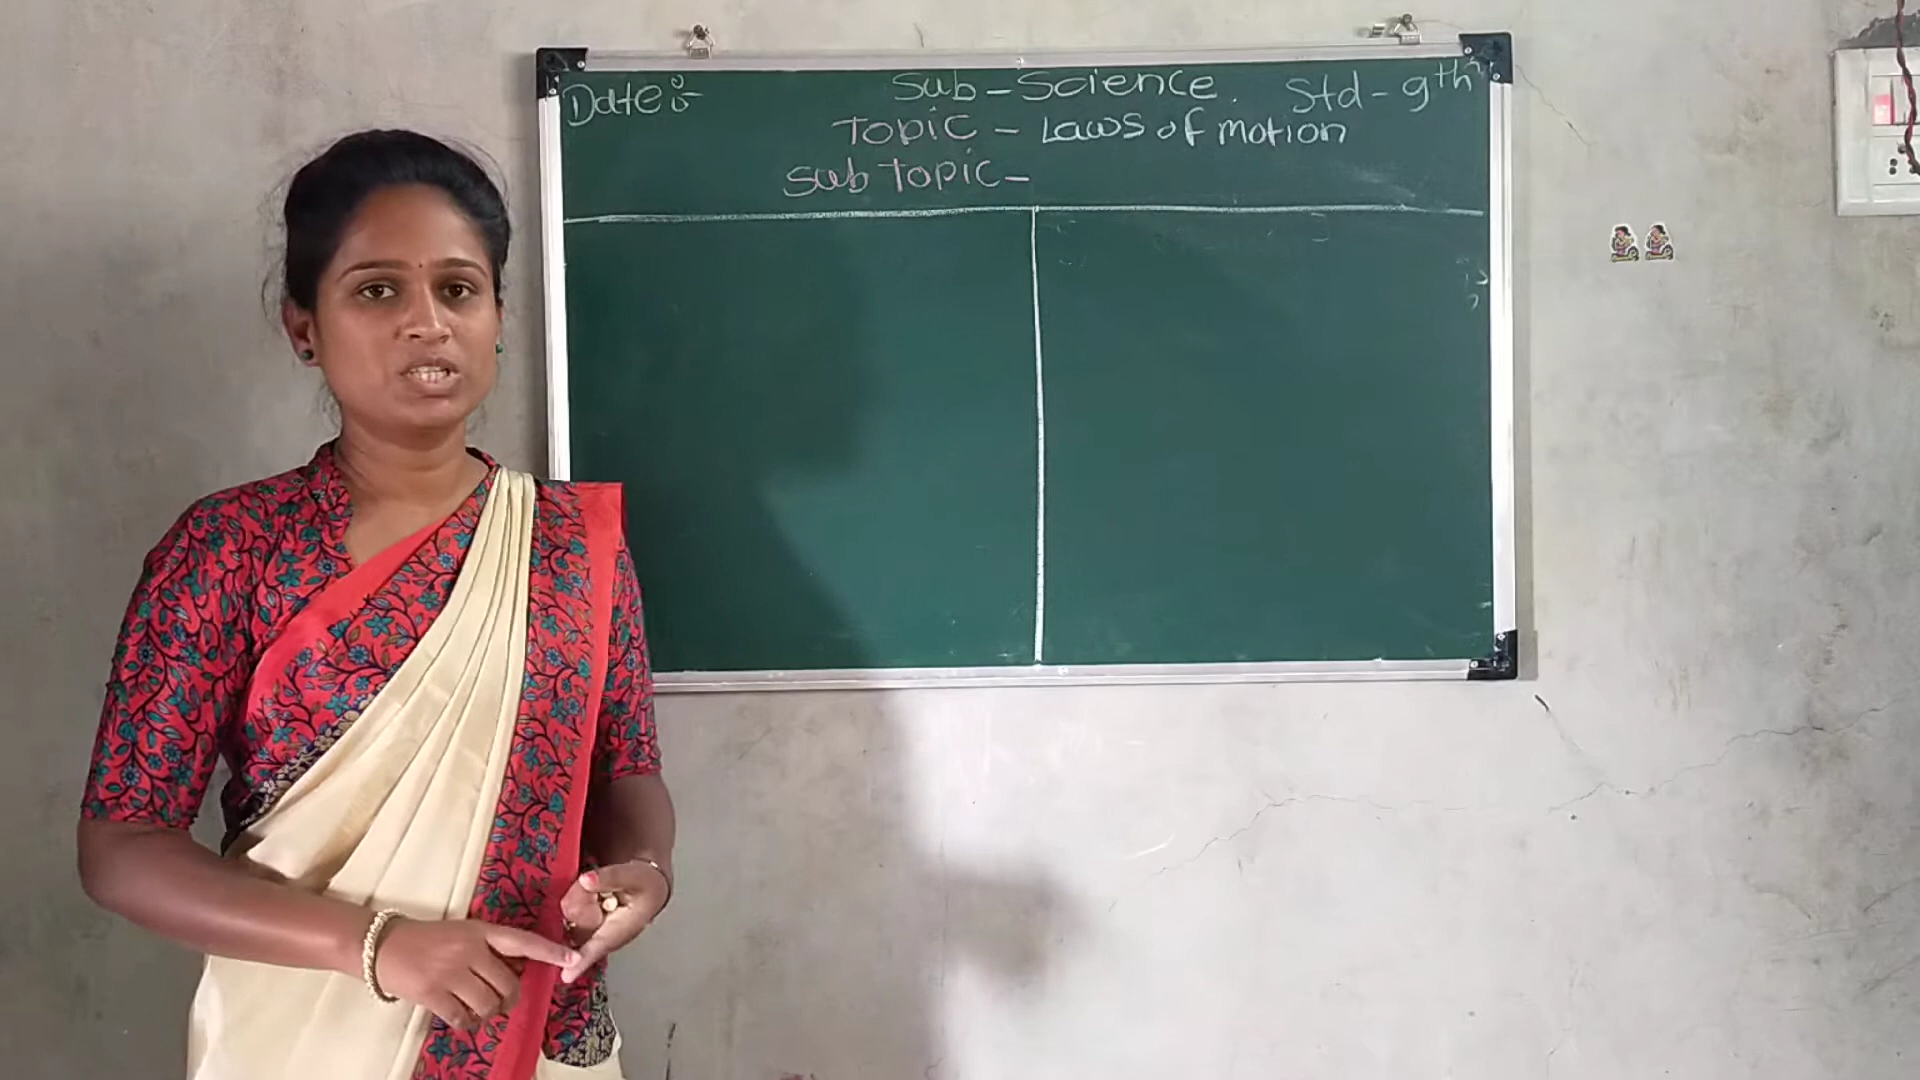 Date:- Sub-Science. Std-9th
Topic - Laws of motion
Sub Topic-